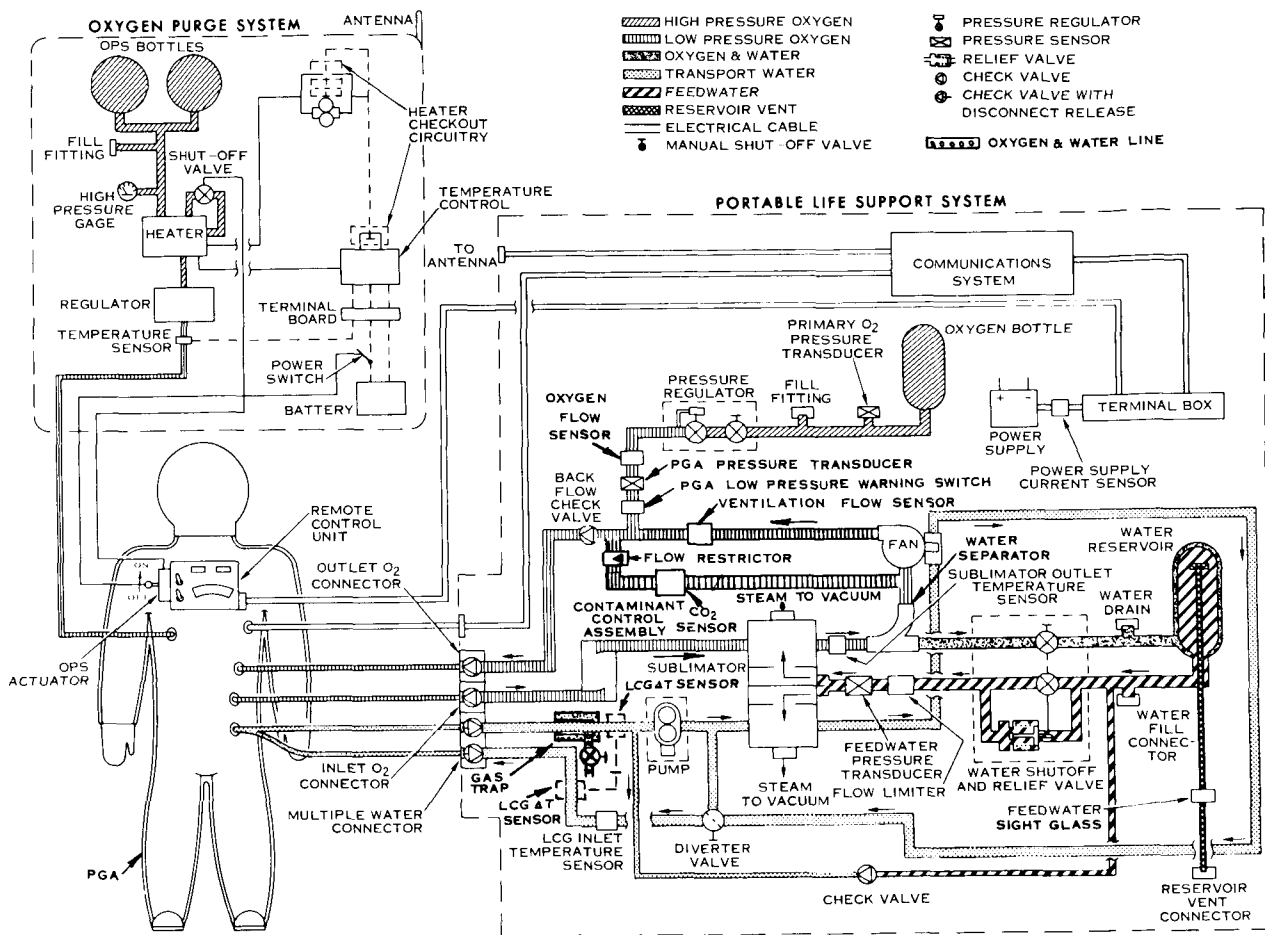 OXYGEN PURGE SYSTEM
ANTENNA
OPS BOTTLES
FILL
FITTING
SHUT-OFF
VALVE
HIGH
PRESSURE
GAGE
HEATER
HEATER
CHECKOUT
CIRCUITRY
TEMPERATURE
CONTROL
REGULATOR
TERMINAL
BOARD
TEMPERATURE
SENSOR
POWER
SWITCH
BATTERY
HIGH PRESSURE OXYGEN
LOW PRESSURE OXYGEN
OXYGEN & WATER
TRANSPORT WATER
FEEDWATER
RESERVOIR VENT
ELECTRICAL CABLE
MANUAL SHUT-OFF VALVE
PRESSURE REGULATOR
PRESSURE SENSOR
RELIEF VALVE
CHECK VALVE
CHECK VALVE WITH
DISCONNECT RELEASE
OXYGEN & WATER LINE
PORTABLE LIFE SUPPORT SYSTEM
TO
ANTENNA
COMMUNICATIONS
SYSTEM
PRIMARY O2
PRESSURE
TRANSDUCER
OXYGEN BOTTLE
PRESSURE
REGULATOR
FILL
FITTING
OXYGEN
FLOW
SENSOR
+ -
POWER
SUPPLY
TERMINAL BOX
POWER SUPPLY
CURRENT SENSOR
PGA PRESSURE TRANSDUCER
PGA LOW PRESSURE WARNING SWITCH
VENTILATION FLOW SENSOR
BACK
FLOW
CHECK
VALVE
FAN
WATER
SEPARATOR
WATER
RESERVOIR
FLOW RESTRICTOR
STEAM TO VACUUM
SUBLIMATOR OUTLET
TEMPERATURE
SENSOR
WATER
DRAIN
CONTAMINANT
CONTROL
ASSEMBLY
CO2
SENSOR
REMOTE
CONTROL
UNIT
ON
OFF
OUTLET O2
CONNECTOR
OPS
ACTUATOR
SUBLIMATOR
LCG ΔT SENSOR
PUMP
GAS
TRAP
LCG ΔT
SENSOR
INLET O2
CONNECTOR
MULTIPLE WATER
CONNECTOR
LCG INLET
TEMPERATURE
SENSOR
STEAM
TO VACUUM
FEEDWATER
PRESSURE
TRANSDUCER
FLOW LIMITER
WATER SHUTOFF
AND RELIEF VALVE
WATER
FILL
CONNEC-
TOR
FEEDWATER
SIGHT GLASS
DIVERTER
VALVE
CHECK VALVE
RESERVOIR
VENT
CONNECTOR
PGA